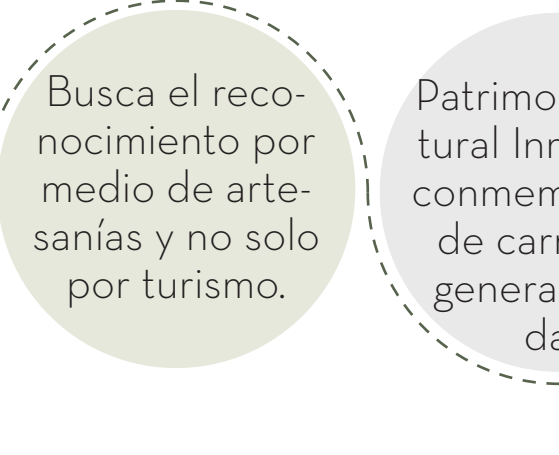 Busca el reco-
nocimiento por
medio de arte-
sanías y no solo
por turismo.
Patrimo
tural Inm
conmem
de carr
genera
da